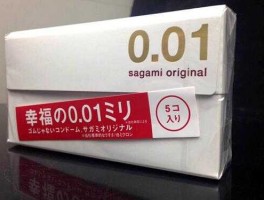 0.01
sagami original
幸福の0.01ミリ
5コ
入り
ゴムじゃないコンドーム、サガミオリジナル